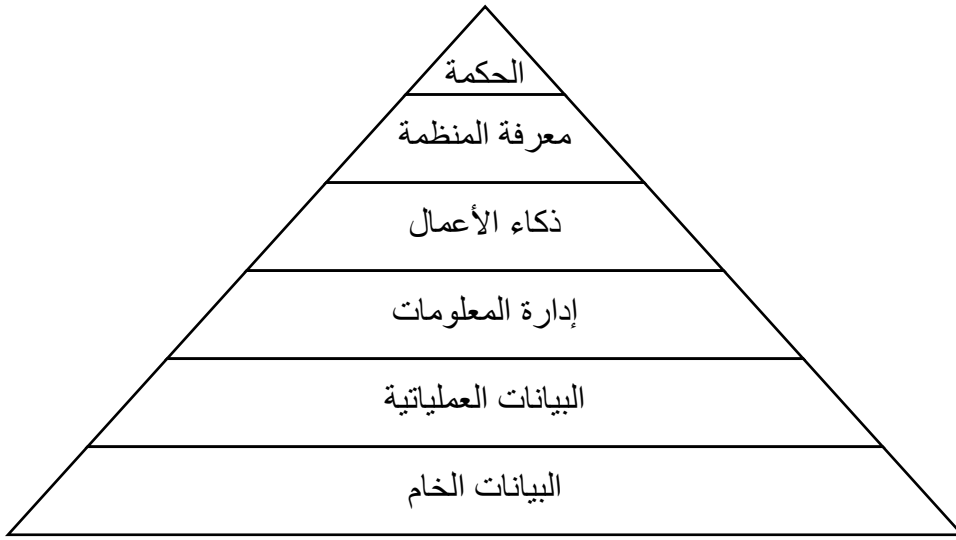 الحكمة
معرفة المنظمة
ذكاء الأعمال
إدارة المعلومات
البيانات العملياتية
البيانات الخام